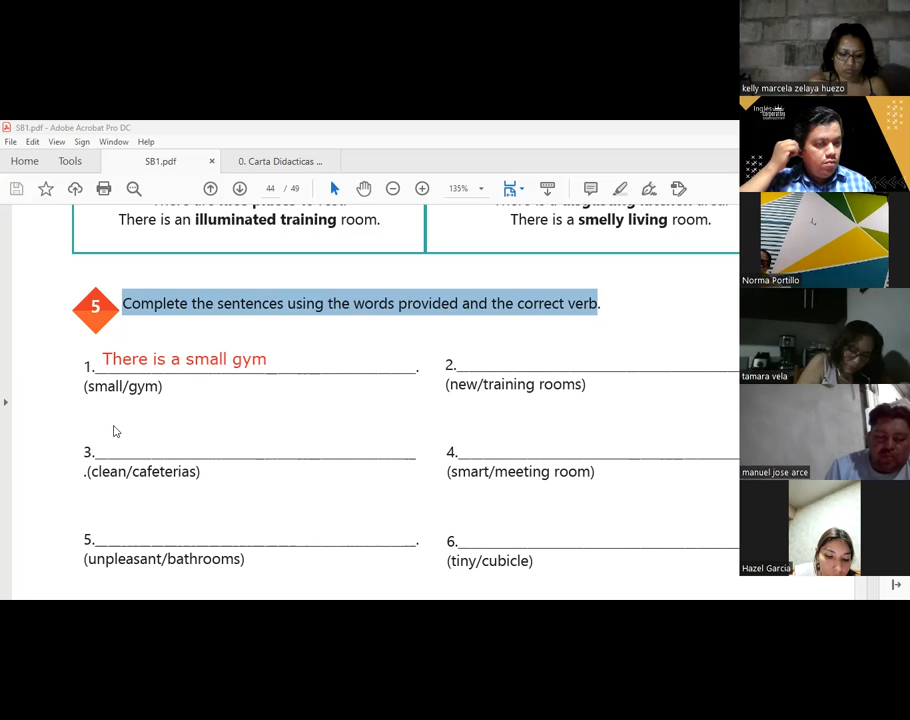 SB1.pdf - Adobe Acrobat Pro DC
File Edit View Sign Window Help
Home Tools SB1.pdf × 0. Carta Didacticas ...
44 / 49 135%
There is an illuminated training room.
There is a smelly living room.
5 Complete the sentences using the words provided and the correct verb.
1. There is a small gym.
(small/gym)
2.
(new/training rooms)
3.
.(clean/cafeterias)
4.
(smart/meeting room)
5. .
(unpleasant/bathrooms)
6.
(tiny/cubicle)
kelly marcela zelaya huezo
Inglés
Corporativo
Norma Portillo
tamara vela
manuel jose arce
Hazel Garcia